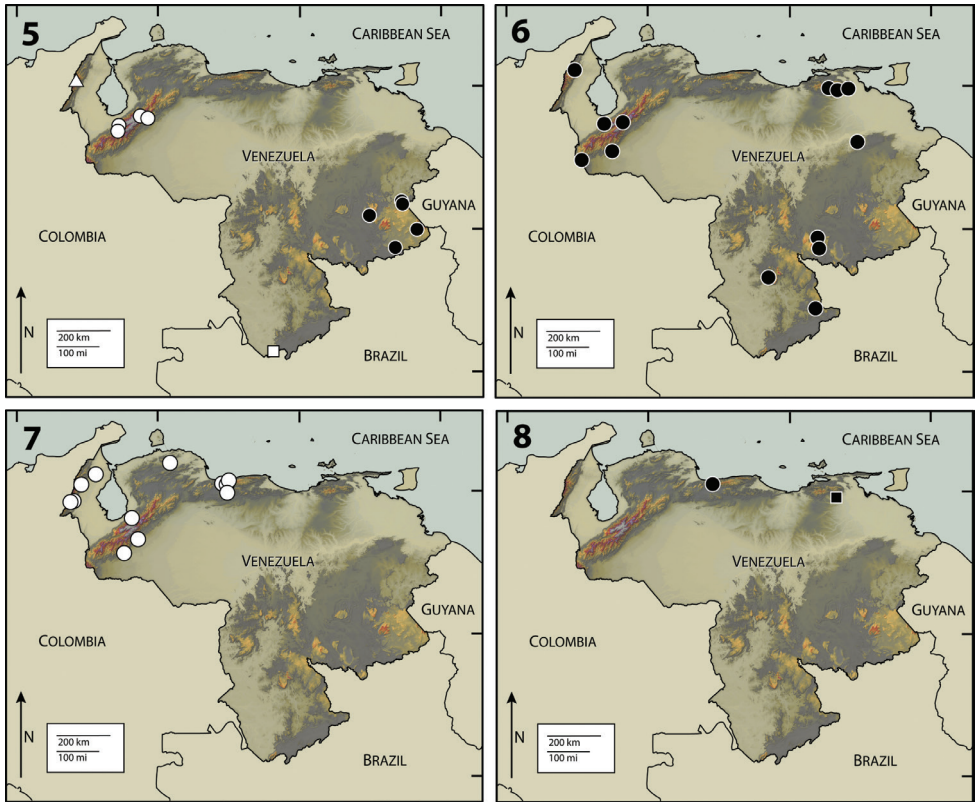 5
CARIBBEAN SEA
VENEZUELA
GUYANA
COLOMBIA
N
200 km
100 mi
BRAZIL
6
CARIBBEAN SEA
VENEZUELA
GUYANA
COLOMBIA
N
200 km
100 mi
BRAZIL
7
CARIBBEAN SEA
VENEZUELA
GUYANA
COLOMBIA
N
200 km
100 mi
BRAZIL
8
CARIBBEAN SEA
VENEZUELA
GUYANA
COLOMBIA
N
200 km
100 mi
BRAZIL